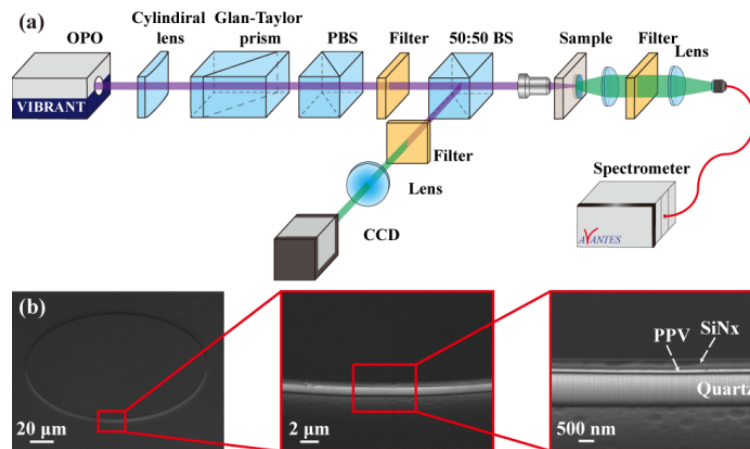 (a)
OPO
Cylindiral
lens
Glan-Taylor
prism
PBS
Filter
50:50 BS
Sample
Filter
Lens
VIBRANT
Filter
Lens
CCD
Spectrometer
AVANTES
(b)
20 μm
2 μm
PPV
SiNx
Quartz
500 nm